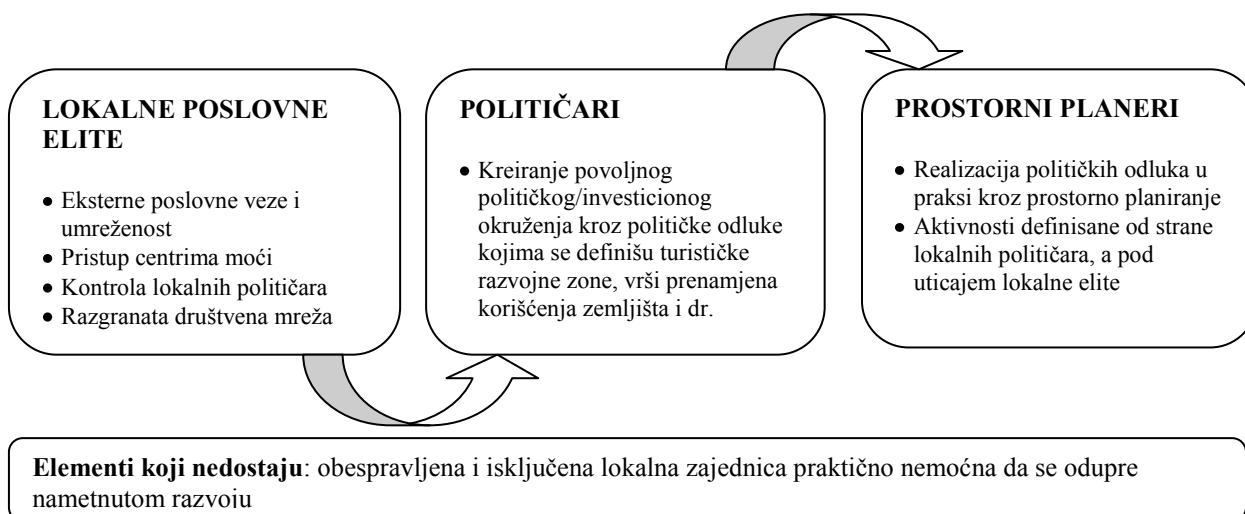 LOKALNE POSLOVNE
ELITE
• Eksterne poslovne veze i
umreženost
• Pristup centrima moći
• Kontrola lokalnih političara
• Razgranata društvena mreža
POLITIČARI
• Kreiranje povoljnog
političkog/investicionog
okruženja kroz političke odluke
kojima se definišu turističke
razvojne zone, vrši prenamjena
korišćenja zemljišta i dr.
PROSTORNI PLANERI
• Realizacija političkih odluka u
praksi kroz prostorno planiranje
• Aktivnosti definisane od strane
lokalnih političara, a pod
uticajem lokalne elite
Elementi koji nedostaju: obespravljena i isključena lokalna zajednica praktično nemoćna da se odupre
nametnutom razvoju